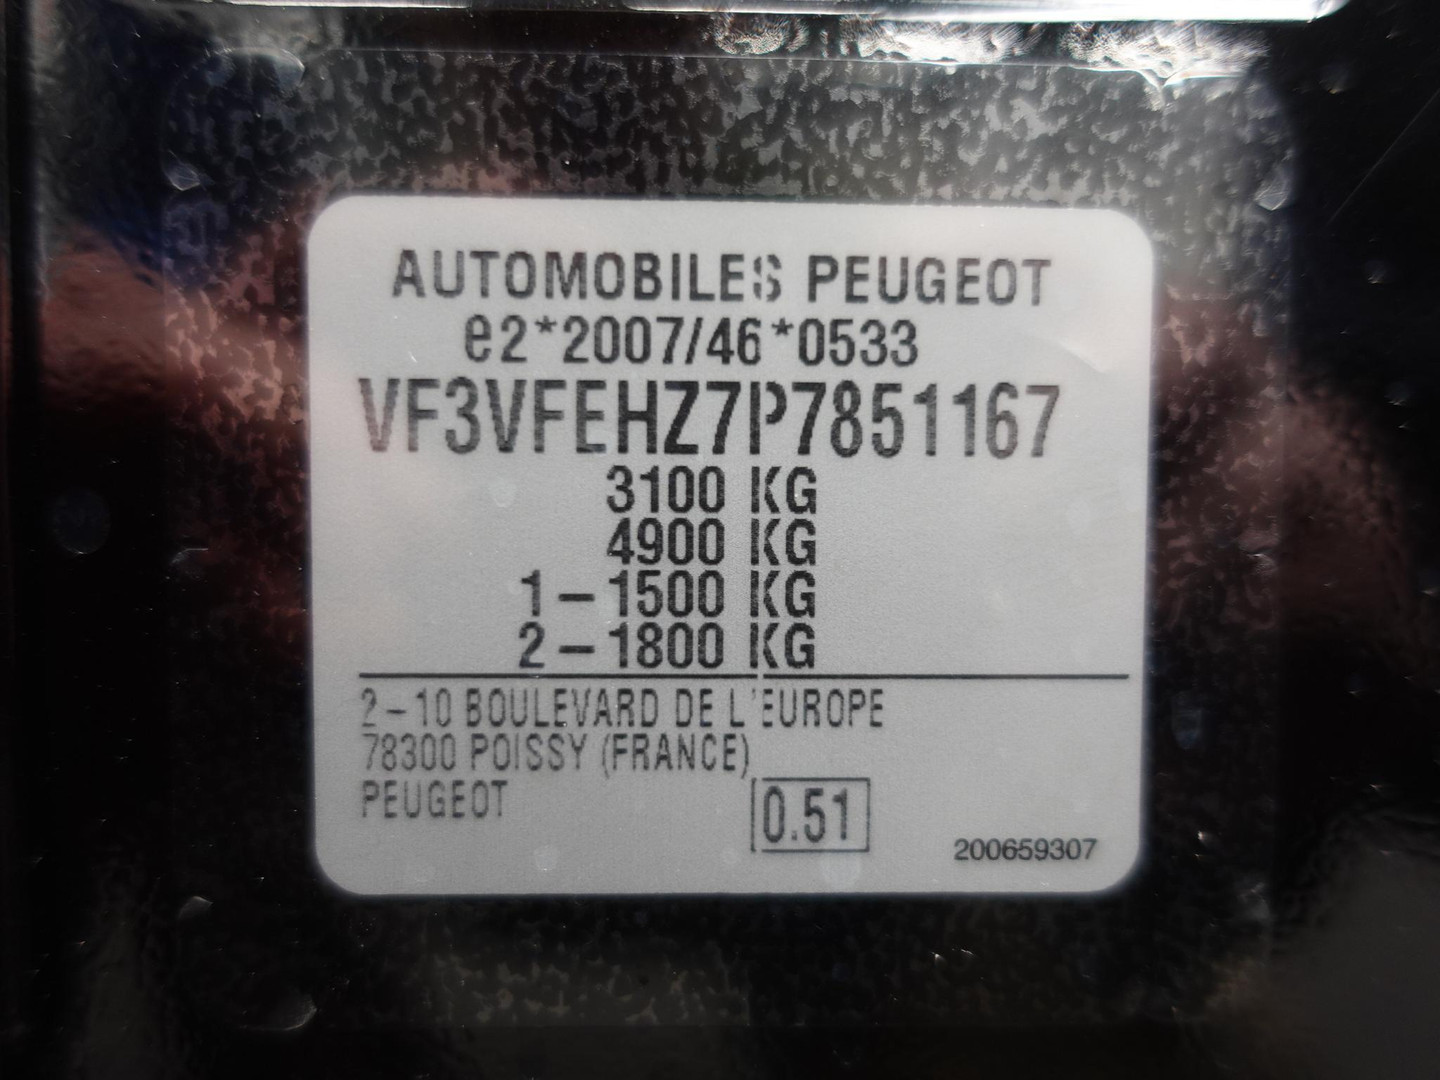 AUTOMOBILES PEUGEOT
e2*2007/46*0533
VF3VFEHZ7P7851167
3100 KG
4900 KG
1-1500 KG
2-1800 KG
2-10 BOULEVARD DE L'EUROPE
78300 POISSY (FRANCE)
PEUGEOT
0.51
200659307